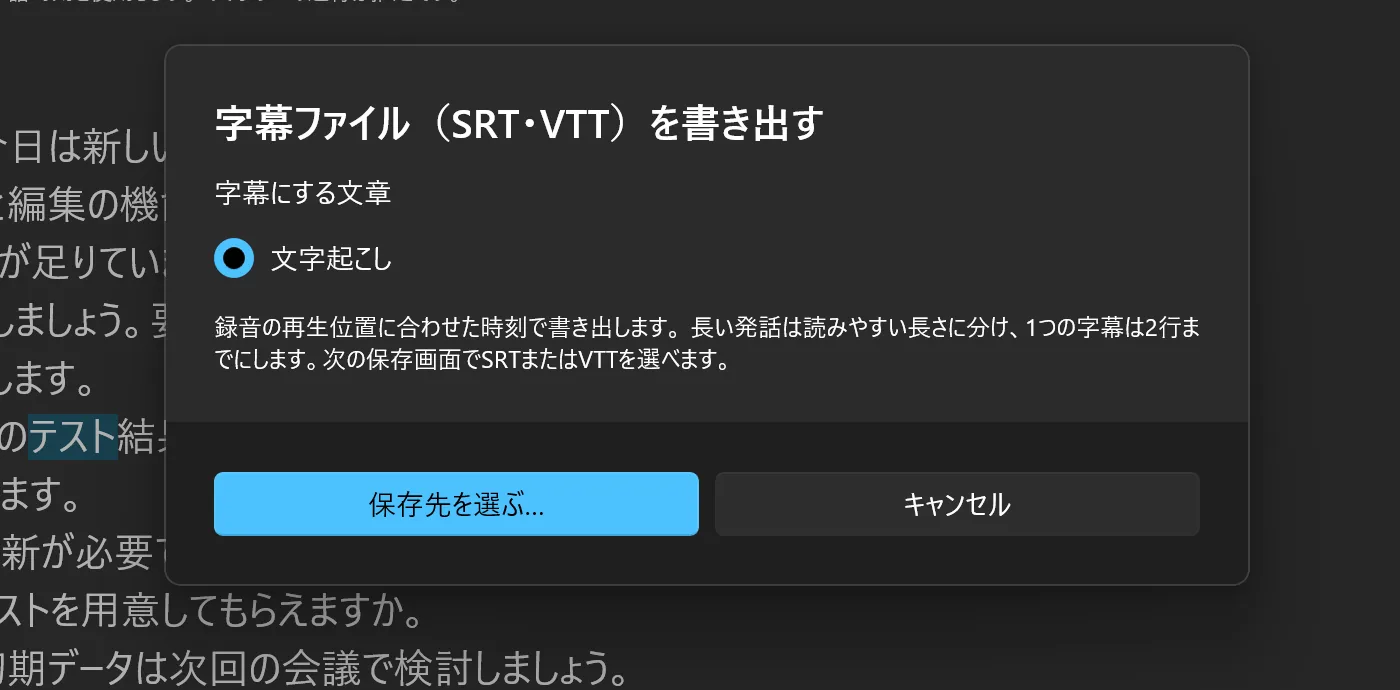 字幕ファイル（SRT・VTT）を書き出す
字幕にする文章
文字起こし
録音の再生位置に合わせた時刻で書き出します。長い発話は読みやすい長さに分け、1つの字幕は2行ま
でにします。次の保存画面でSRTまたはVTTを選べます。
保存先を選ぶ...
キャンセル
今日は新しい
編集の機
が足りてい
しましょう。
します。
のテスト結
ます。
新が必要
ストを用意してもらえますか。
期データは次回の会議で検討しましょう。